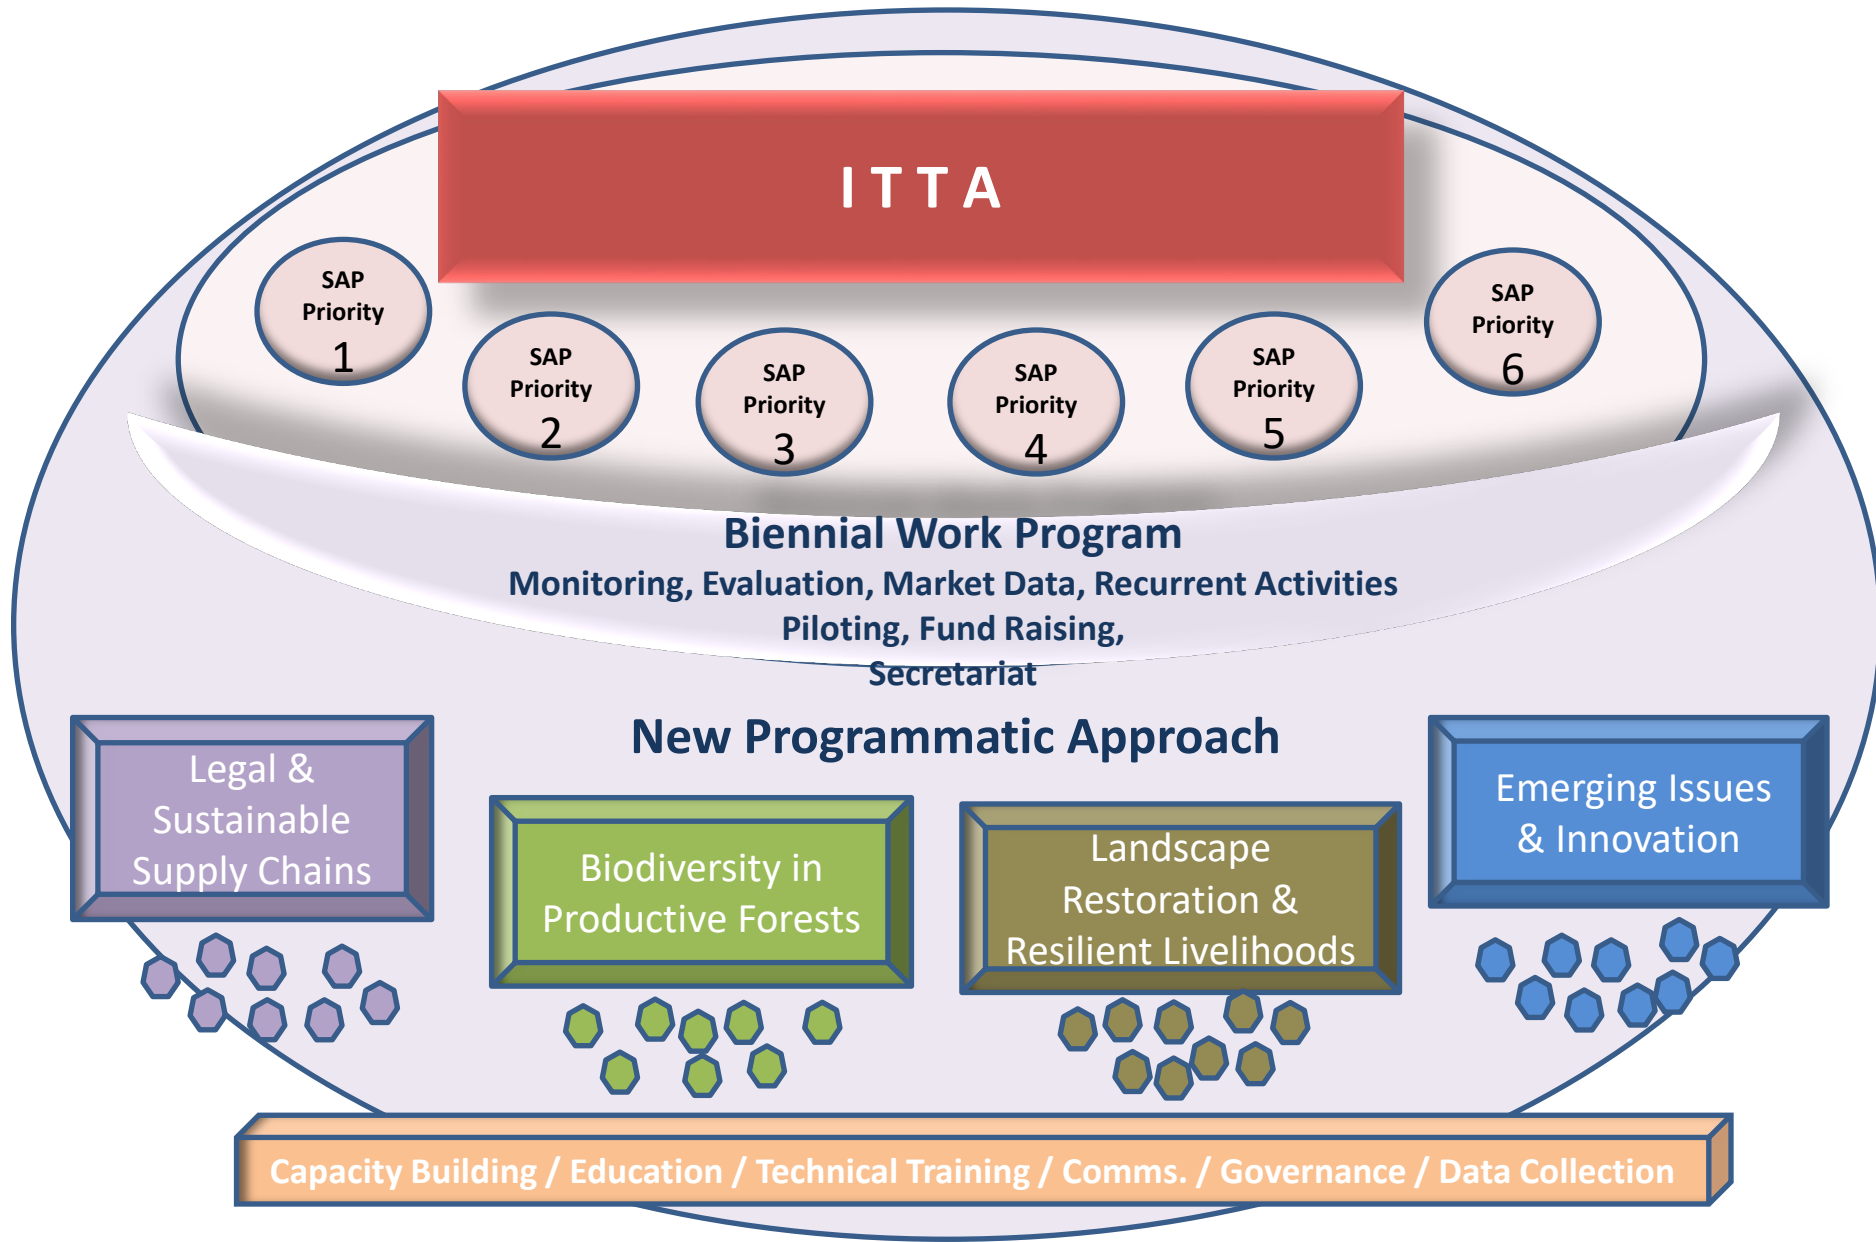 I T T A
SAP
Priority
1
SAP
Priority
2
SAP
Priority
3
SAP
Priority
4
SAP
Priority
5
SAP
Priority
6
Biennial Work Program
Monitoring, Evaluation, Market Data, Recurrent Activities
Piloting, Fund Raising,
Secretariat
New Programmatic Approach
Legal &
Sustainable
Supply Chains
Biodiversity in
Productive Forests
Landscape
Restoration &
Resilient Livelihoods
Emerging Issues
& Innovation
Capacity Building / Education / Technical Training / Comms. / Governance / Data Collection